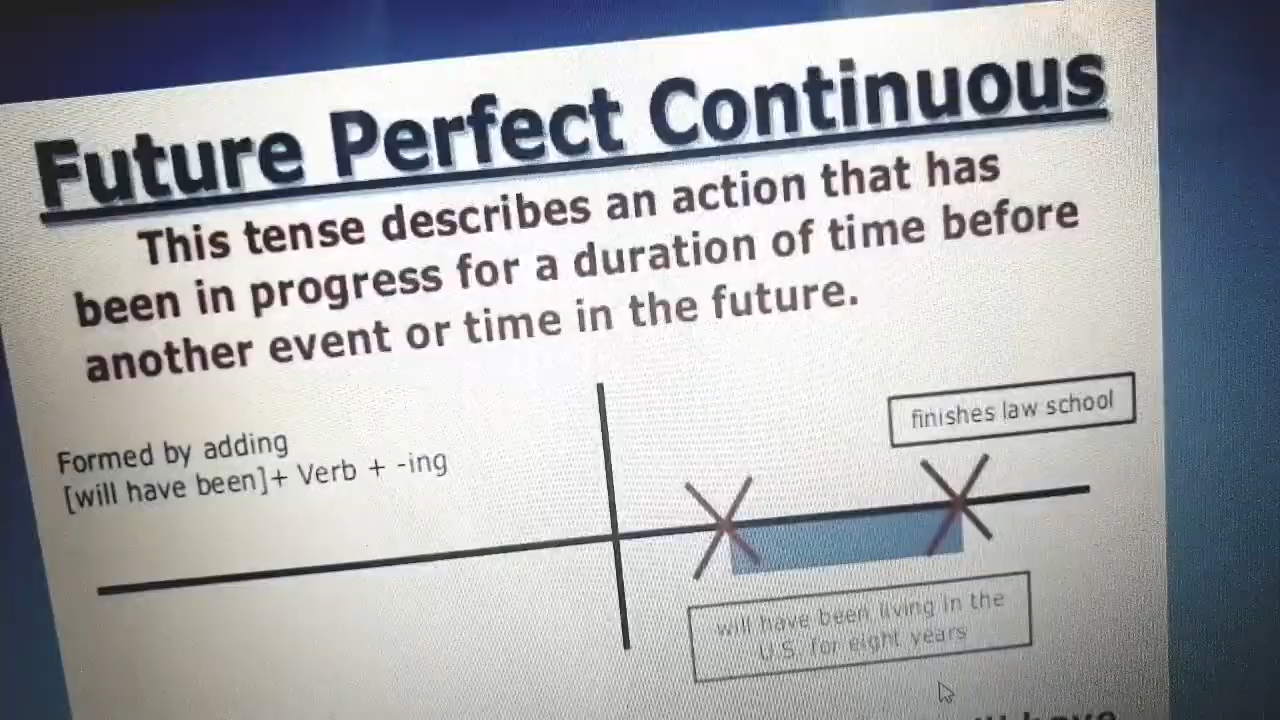 Future Perfect Continuous
This tense describes an action that has
been in progress for a duration of time before
another event or time in the future.
finishes law school
Formed by adding
[will have been]+ Verb + -ing
will have been living in the
U.S. for eight years